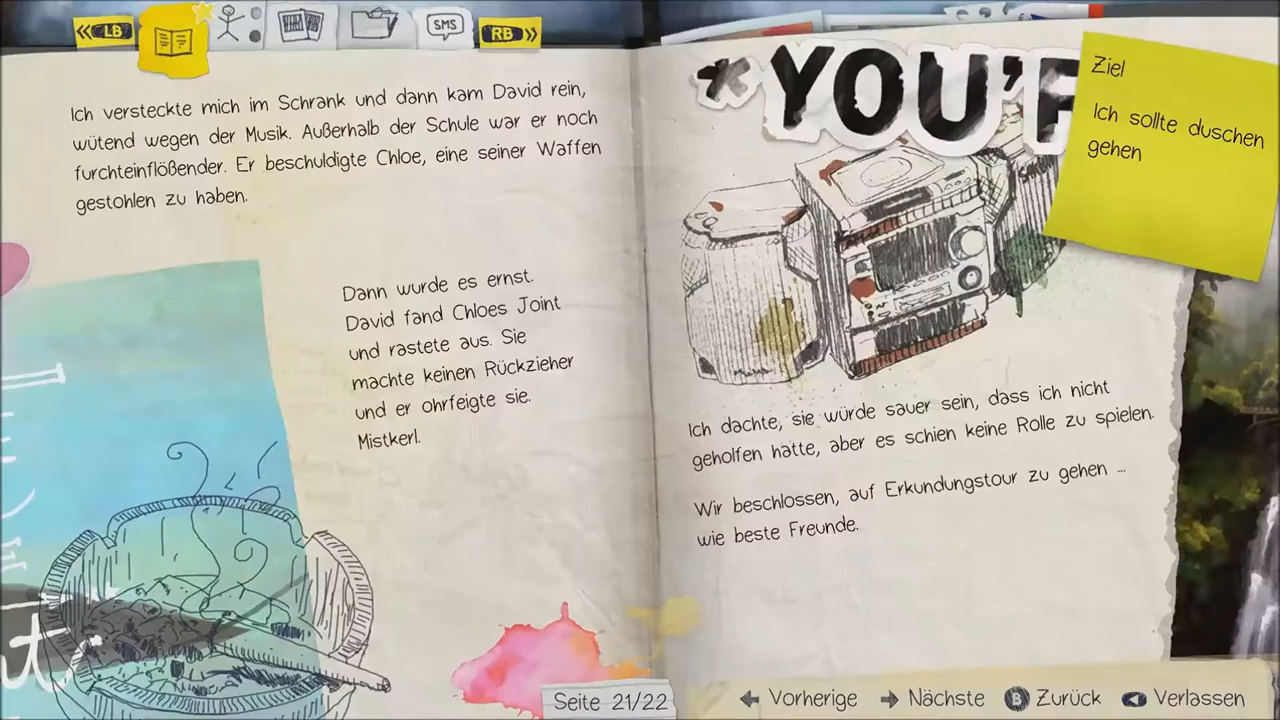 LB
SMS
RB
Ich versteckte mich im Schrank und dann kam David rein,
wütend wegen der Musik. Außerhalb der Schule war er noch
furchteinflößender. Er beschuldigte Chloe, eine seiner Waffen
gestohlen zu haben.
Dann wurde es ernst.
David fand Chloes Joint
und rastete aus. Sie
machte keinen Rückzieher
und er ohrfeigte sie.
Mistkerl.
*YOU'R
Ziel
Ich sollte duschen
gehen
Ich dachte, sie würde sauer sein, dass ich nicht
geholfen hatte, aber es schien keine Rolle zu spielen.
Wir beschlossen, auf Erkundungstour zu gehen ...
wie beste Freunde.
Seite 21/22
Vorherige
Nächste
B Zurück
Verlassen